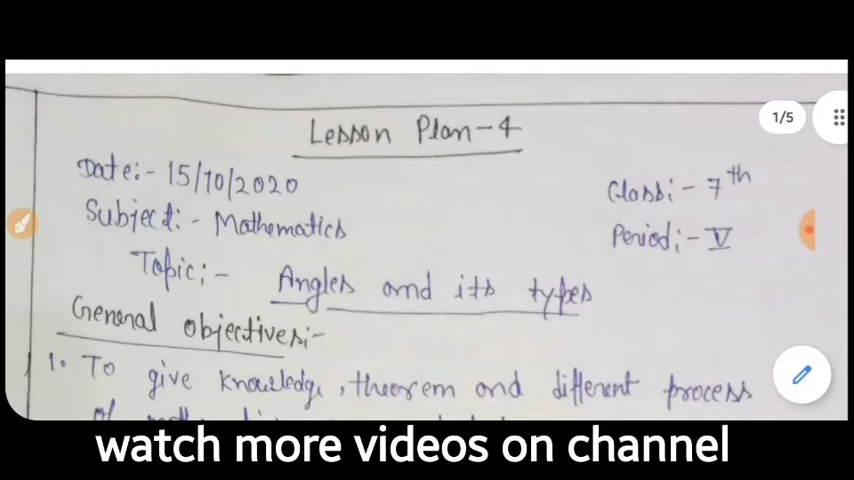 Lesson Plan-4
1/5
Date:- 15/10/2020
Class:- 7th
Subject:- Mathematics
Period:- V
Topic:- Angles and its types
General objectives:-
1. To give knowledge, theorem and different process
of
watch more videos on channel